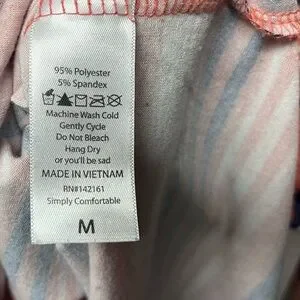 95% Polyester
5% Spandex
Machine Wash Cold
Gently Cycle
Do Not Bleach
Hang Dry
or you'll be sad
MADE IN VIETNAM
RN#142161
Simply Comfortable
M